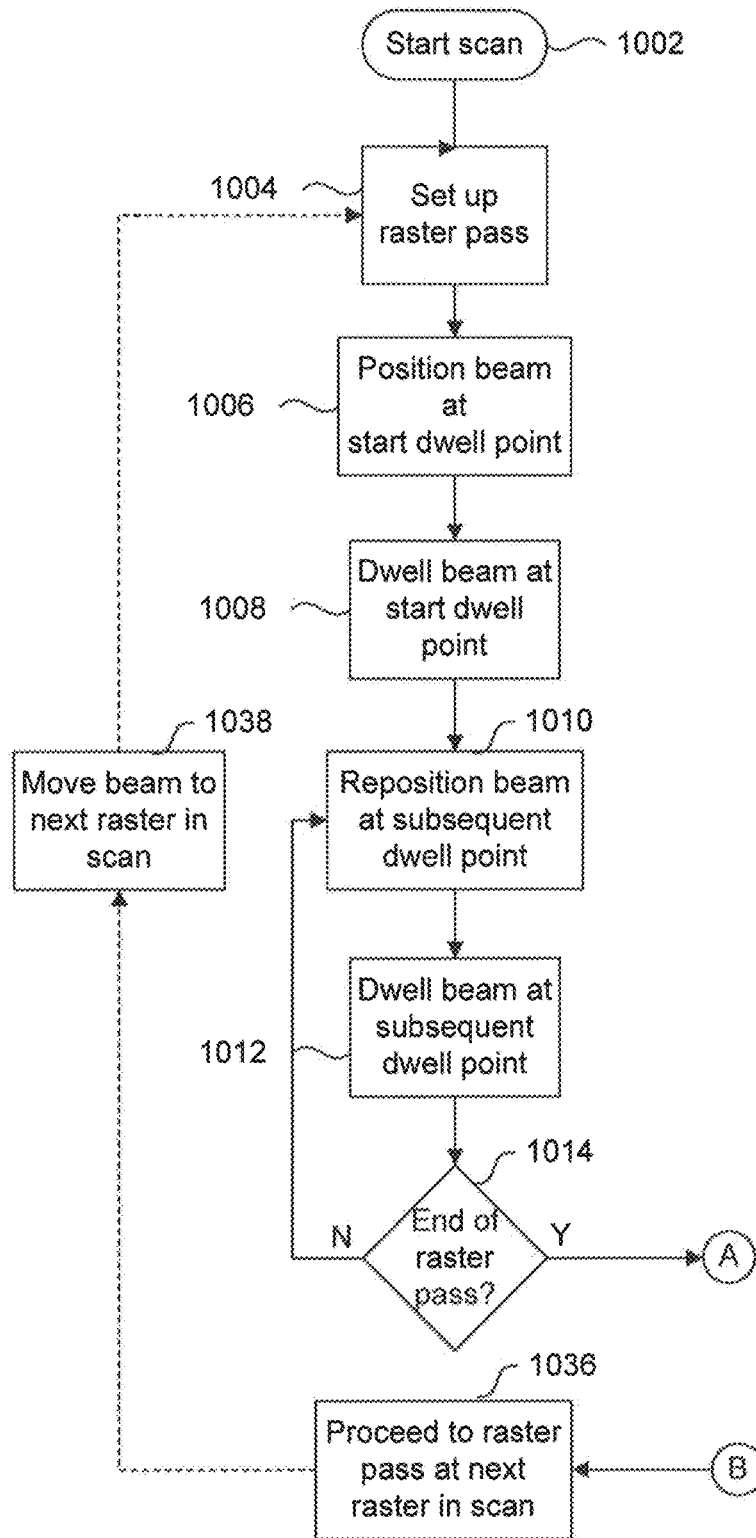 Start scan
1002
1004
Set up
raster pass
1006
Position beam
at
start dwell point
1008
Dwell beam at
start dwell
point
1038
1010
Move beam to
next raster in
scan
Reposition beam
at subsequent
dwell point
1012
Dwell beam at
subsequent
dwell point
1014
N
End of
raster
pass?
Y
A
1036
Proceed to raster
pass at next
raster in scan
B